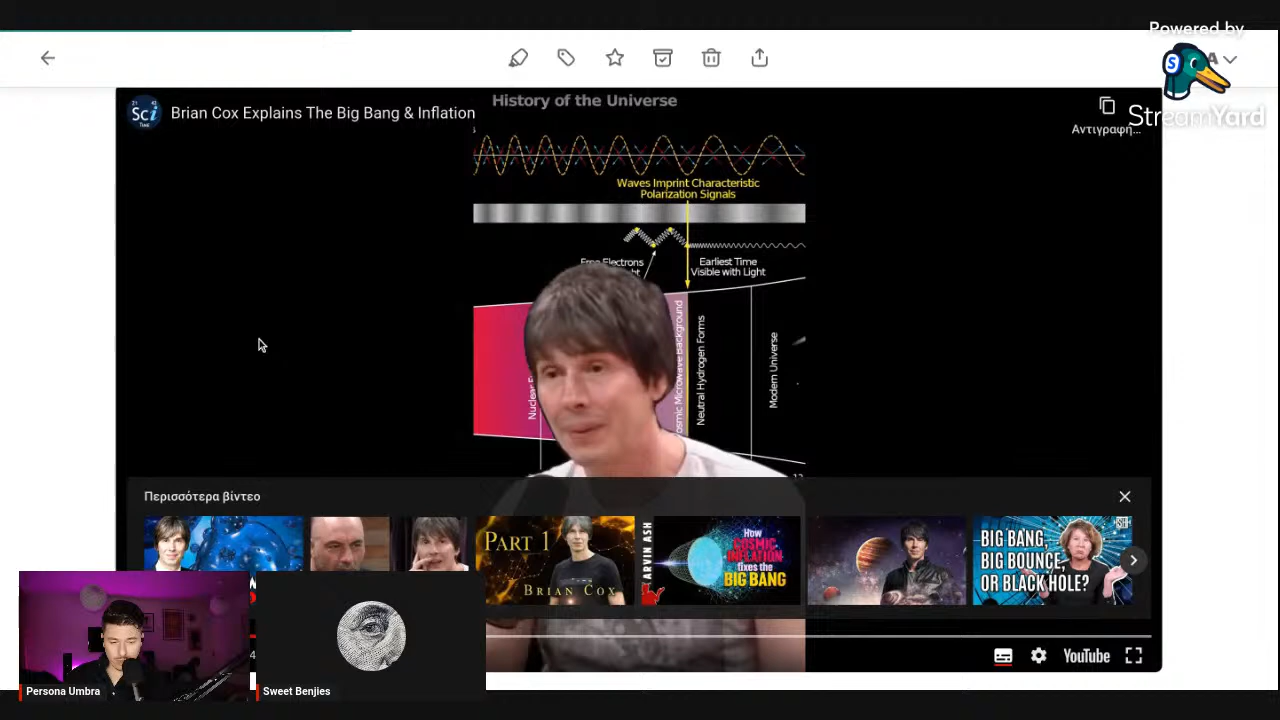 Powered by
StreamYard
Αντιγραφή...
Sci
TIME
Brian Cox Explains The Big Bang & Inflation
History of the Universe
Waves Imprint Characteristic
Polarization Signals
Free Electrons
Earliest Time
Visible with Light
Cosmic Microwave Background
Neutral Hydrogen Forms
Modern Universe
Περισσότερα βίντεο
PART 1
BRIAN COX
ARVIN ASH
How
COSMIC
INFLATION
fixes the
BIG BANG
BIG BANG,
BIG BOUNCE,
OR BLACK HOLE?
YouTube
Persona Umbra
Sweet Benjies